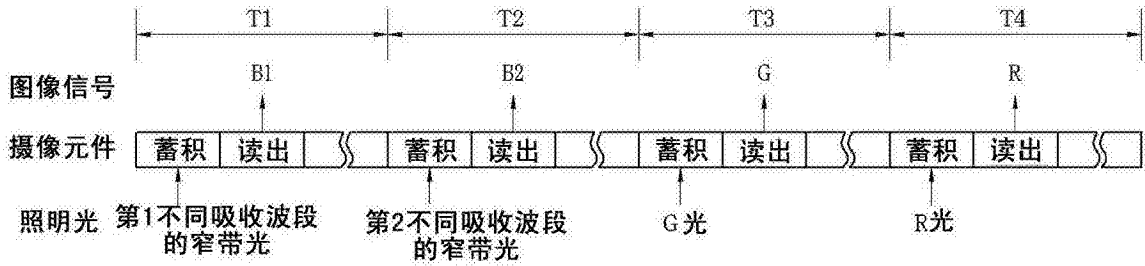 T1 T2 T3 T4
图像信号 B1 B2 G R
摄像元件 蓄积 读出 蓄积 读出 蓄积 读出 蓄积 读出
照明光 第1不同吸收波段的窄带光 第2不同吸收波段的窄带光 G光 R光